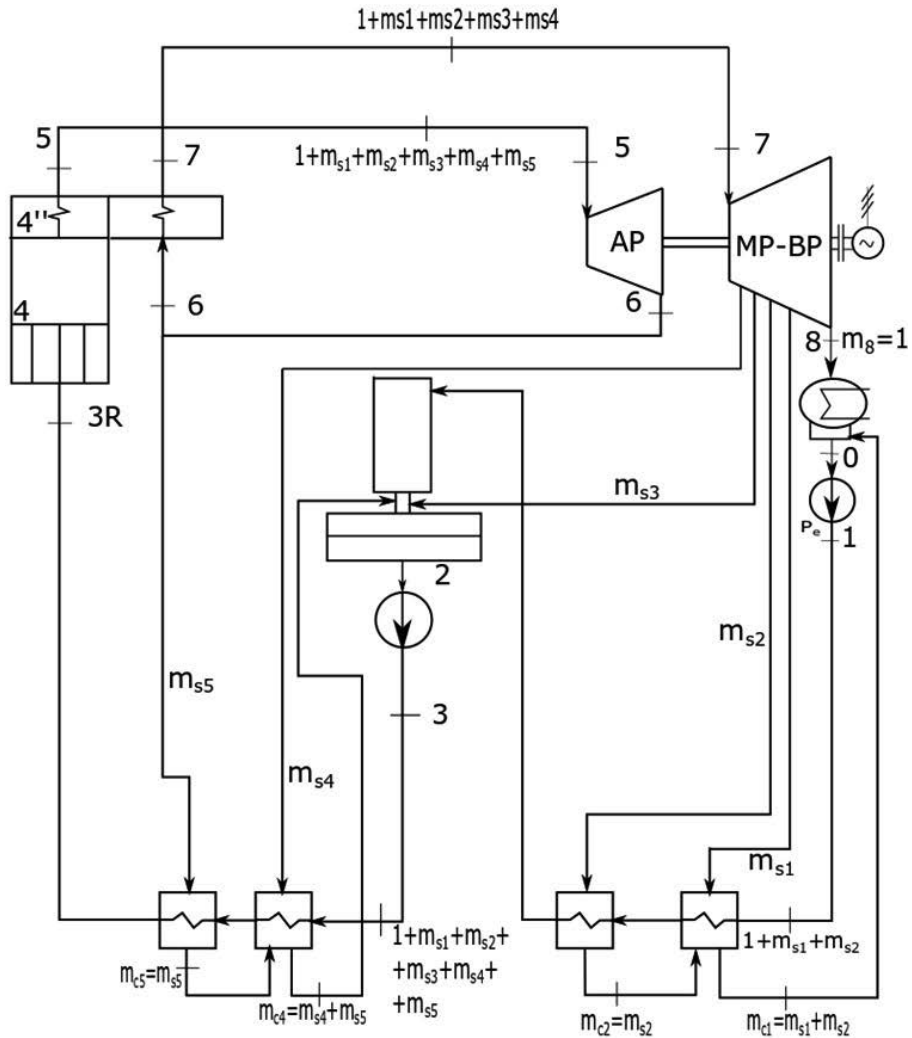 1+ms1+ms2+ms3+ms4
5
7
1+m_s1+m_s2+m_s3+m_s4+m_s5
5
7
4''
AP
MP-BP
~
4
6
6
8
m_8=1
3R
0
m_s3
P_e
1
2
m_s2
m_s5
3
m_s4
m_s1
1+m_s1+m_s2+
+m_s3+m_s4+
+m_s5
1+m_s1+m_s2
m_c5=m_s5
m_c4=m_s4+m_s5
m_c2=m_s2
m_c1=m_s1+m_s2